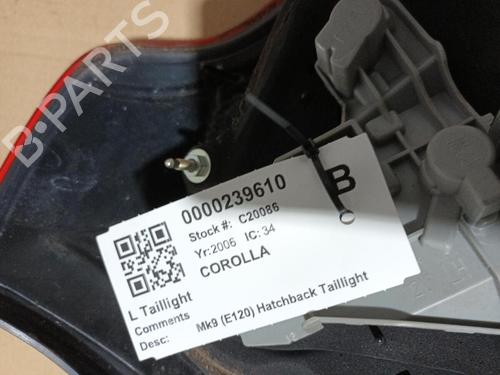 B-PARTS
0000239610
B
Stock #: C20086
Yr:2006 IC: 34
COROLLA
L Taillight
Comments
Desc: Mk9 (E120) Hatchback Taillight